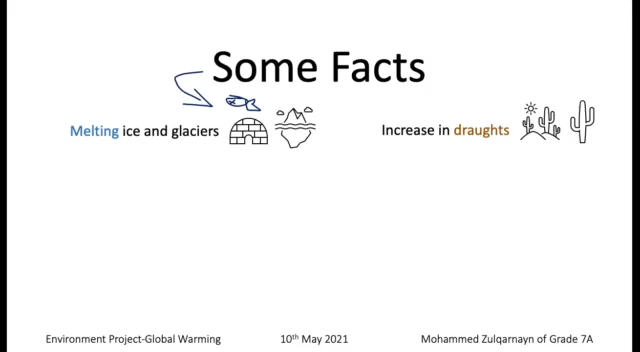 Some Facts
Melting ice and glaciers
Increase in draughts
Environment Project-Global Warming
10th May 2021
Mohammed Zulqarnayn of Grade 7A